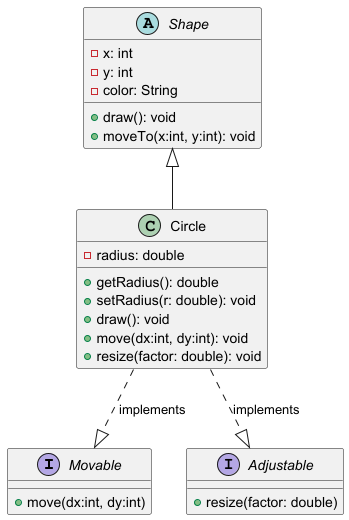 A Shape
x: int
y: int
color: String
draw(): void
moveTo(x:int, y:int): void
C Circle
radius: double
getRadius(): double
setRadius(r: double): void
draw(): void
move(dx:int, dy:int): void
resize(factor: double): void
implements
implements
I Movable
move(dx:int, dy:int)
I Adjustable
resize(factor: double)